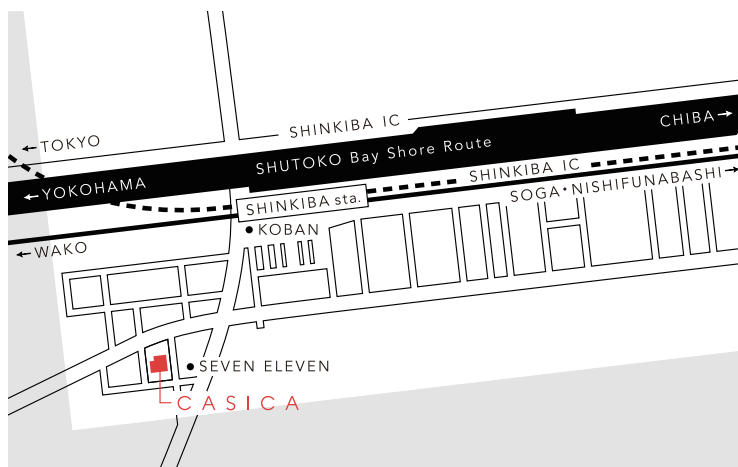 SHINKIBA IC
CHIBA→
←TOKYO
SHUTOKO Bay Shore Route
SHINKIBA IC
←YOKOHAMA
SOGA・NISHIFUNABASHI→
SHINKIBA sta.
KOBAN
←WAKO
SEVEN ELEVEN
CASICA